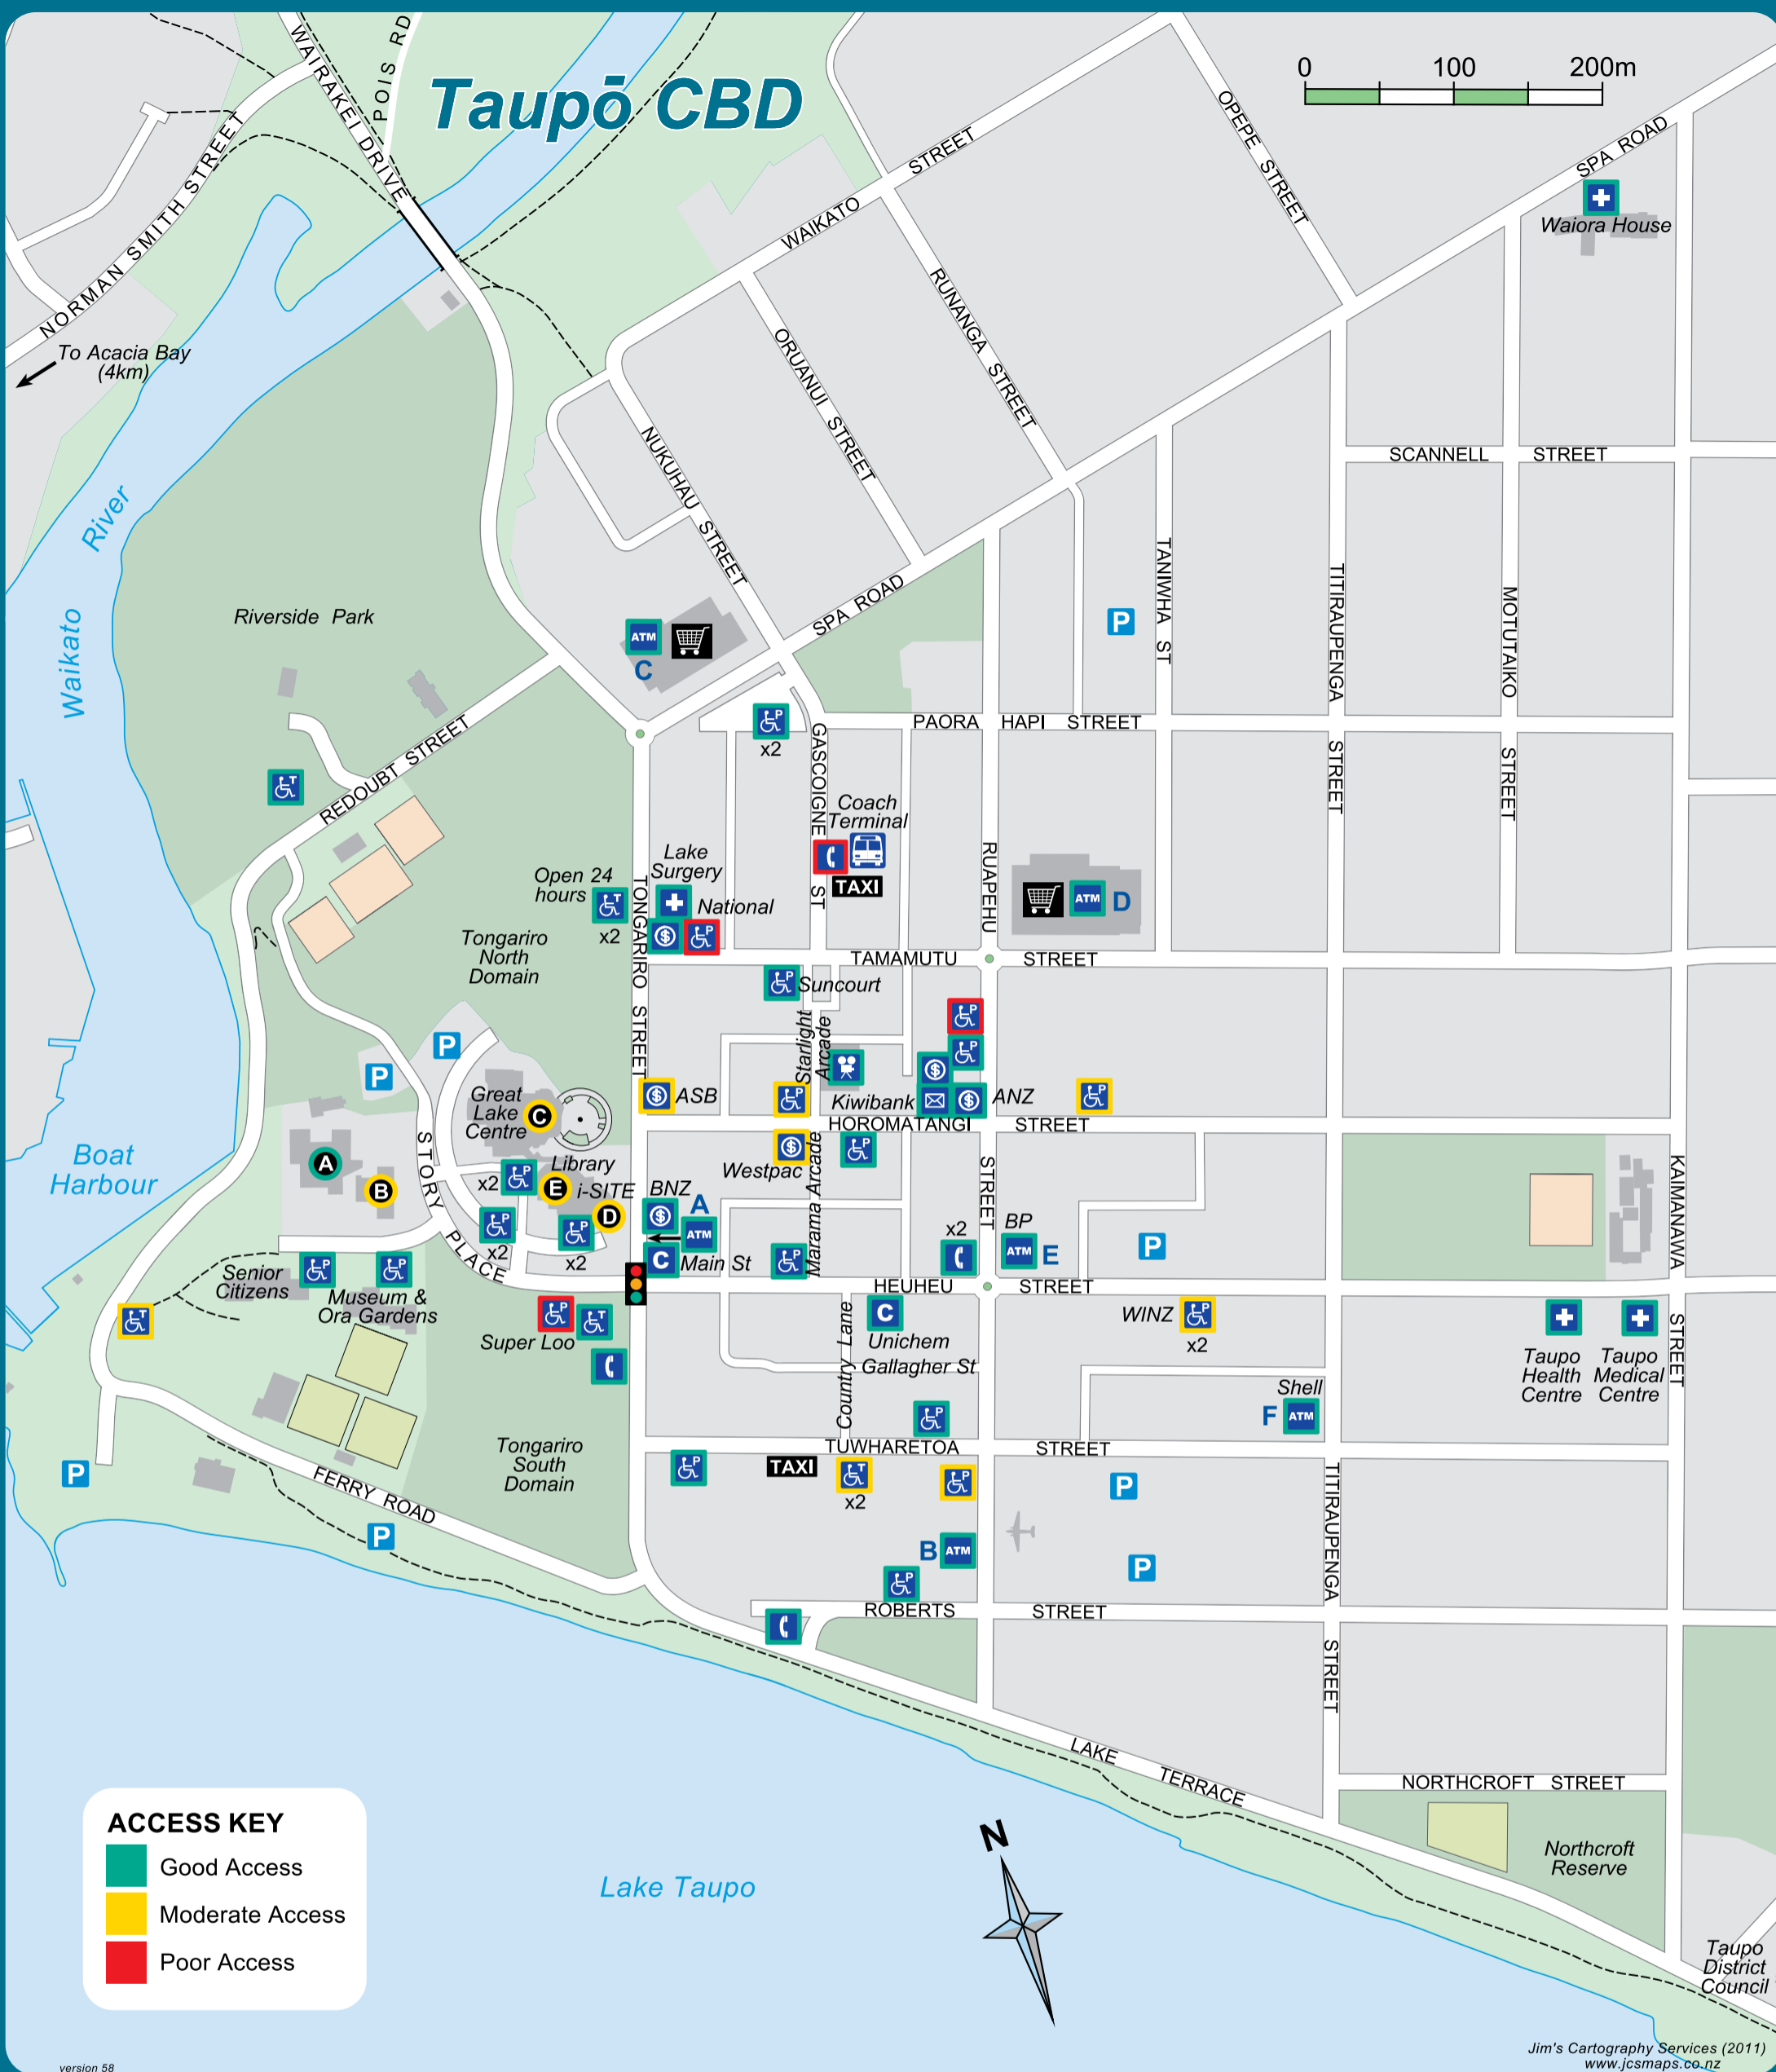 Taupō CBD
0 100 200m
WAIRAKEI DRIVE
POIS RD
NORMAN SMITH STREET
To Acacia Bay
(4km)
WAIKATO STREET
OPEPE STREET
SPA ROAD
Waiora House
RUNANGA STREET
ORUANUI STREET
NUKUHAU STREET
SCANNELL STREET
Waikato River
Riverside Park
SPA ROAD
TANIWHA ST
TITIRAUPENGA STREET
MOTUTAIKO STREET
P
ATM
C
REDOUBT STREET
P
x2
PAORA HAPI STREET
GASCOIGNE ST
T
Coach
Terminal
TAXI
RUAPEHU STREET
ATM D
Lake
Surgery
Open 24
hours
T
x2
National
$ P
TONGARIRO STREET
Tongariro
North
Domain
TAMAMUTU STREET
P Suncourt
Starlight
Arcade
P
P
P
P
Great
Lake
Centre
C
$ ASB
P
$
Kiwibank
$ ANZ
P
HOROMATANGI STREET
Boat
Harbour
A
B
STORY PLACE
Library
x2 P
E
i-SITE
D
P
x2
P
x2
BNZ
$
A
ATM
C Main St
$
Westpac
Marama Arcade
P
P
x2
BP
ATM E
P
KAIMANAWA STREET
HEUHEU STREET
Senior
Citizens
P
P
Museum &
Ora Gardens
T
P T
Super Loo
C
Unichem
Country Lane
Gallagher St
WINZ P
x2
Taupo
Health
Centre
Taupo
Medical
Centre
Shell
F ATM
P
TUWHARETOA STREET
Tongariro
South
Domain
P
TAXI
T
x2
P
P
P
FERRY ROAD
P
B ATM
P
P
TITIRAUPENGA STREET
ROBERTS STREET
LAKE TERRACE
NORTHCROFT STREET
Northcroft
Reserve
Taupo
District
Council
N
Lake Taupo
ACCESS KEY
Good Access
Moderate Access
Poor Access
Jim's Cartography Services (2011)
www.jcsmaps.co.nz
version 58